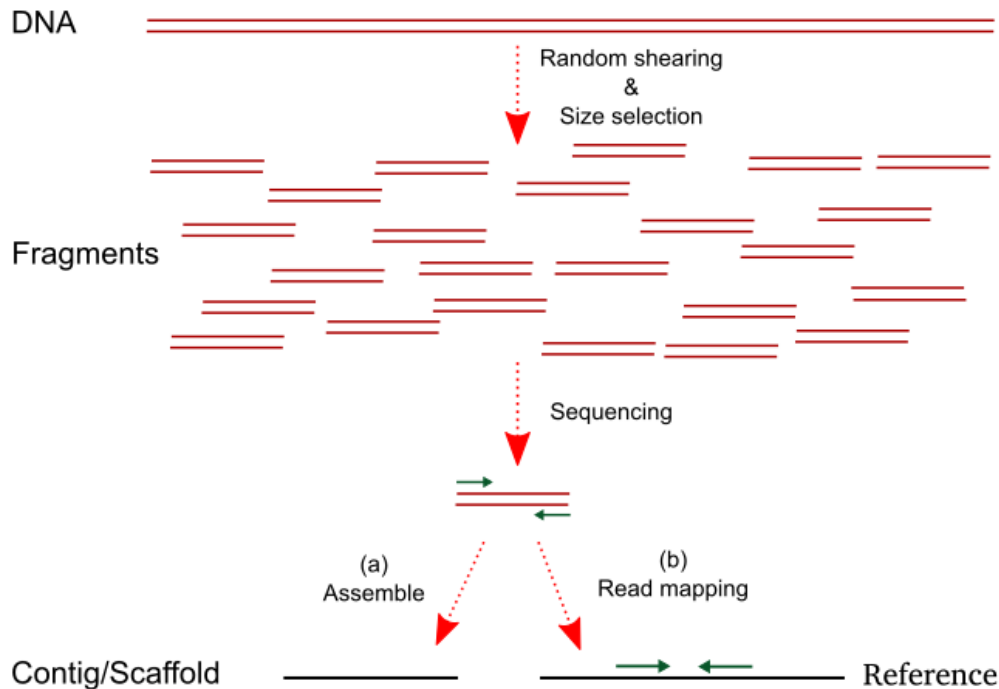 DNA
Random shearing
&
Size selection
Fragments
Sequencing
(a)
Assemble
(b)
Read mapping
Contig/Scaffold
Reference